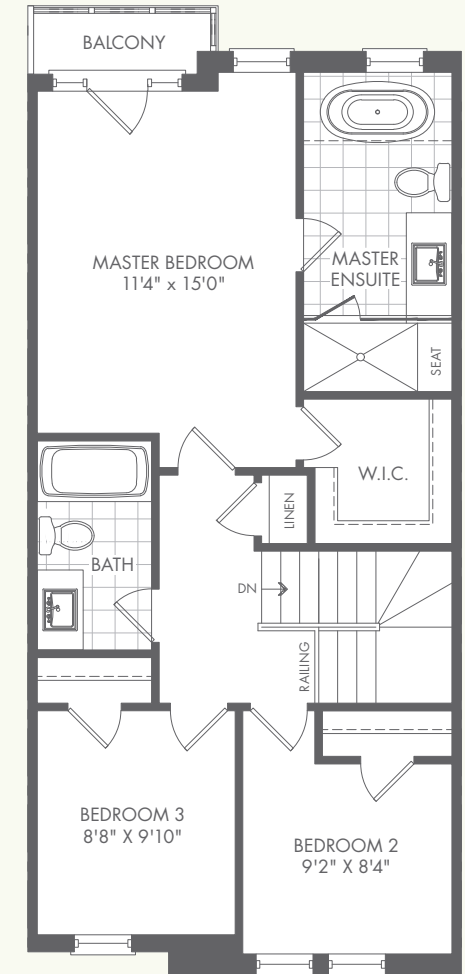 BALCONY
MASTER BEDROOM
11'4" x 15'0"
MASTER
ENSUITE
SEAT
W.I.C.
LINEN
BATH
DN
RAILING
BEDROOM 3
8'8" X 9'10"
BEDROOM 2
9'2" X 8'4"